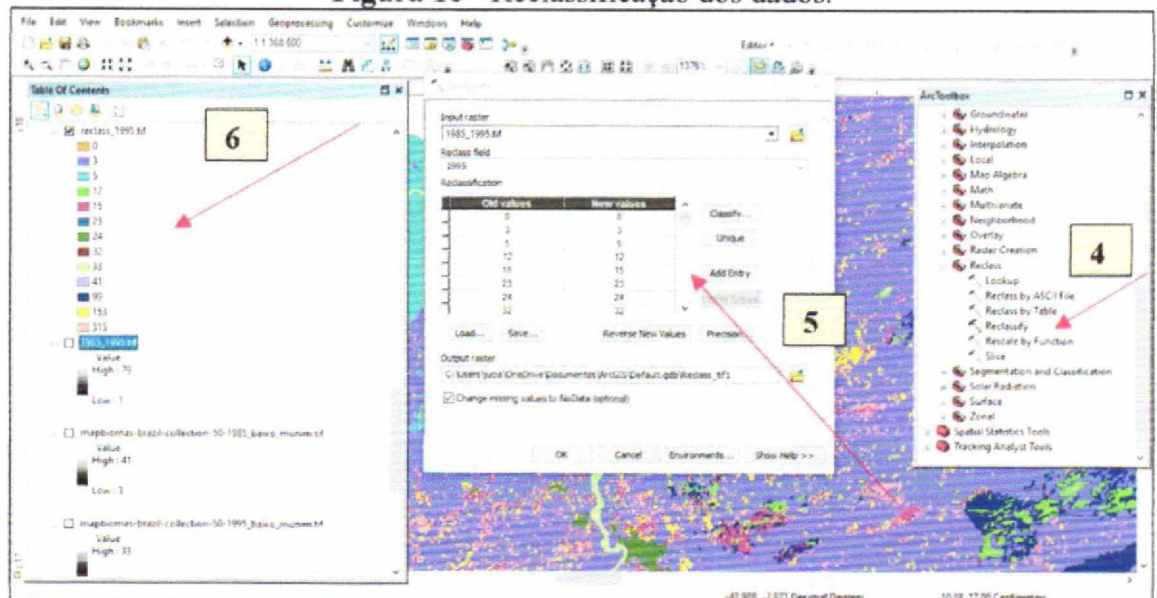 Figura 10 - Reclassificação dos dados.
File Edit View Bookmarks Insert Selection Geoprocessing Customize Windows Help
Editor
Table Of Contents
6
reclass_1995.tif
0
3
5
12
15
23
24
32
33
41
99
153
315
1985_1995.tif
Value
High : 79
Low : 1
mapbiomas-brazil-collection-50-1985_baixo_munim.tif
Value
High : 41
Low : 3
mapbiomas-brazil-collection-50-1995_baixo_munim.tif
Value
High : 33
Input raster
1985_1995.tif
Reclass field
1995
Reclassification
Old values New values
0 0
3 3
5 5
12 12
15 15
23 23
24 24
32 32
Classify...
Unique
Add Entry
Load... Save... Reverse New Values Precision...
5
Output raster
Change missing values to NoData (optional)
OK Cancel Environments... Show Help >>
ArcToolbox
Groundwater
Hydrology
Interpolation
Local
Map Algebra
Math
Multivariate
Neighborhood
Overlay
Raster Creation
Reclass
Lookup
Reclass by ASCII File
Reclass by Table
Reclassify
Rescale by Function
Slice
Segmentation and Classification
Solar Radiation
Surface
Zonal
Spatial Statistics Tools
Tracking Analyst Tools
4
Decimal Degrees
Centimeters